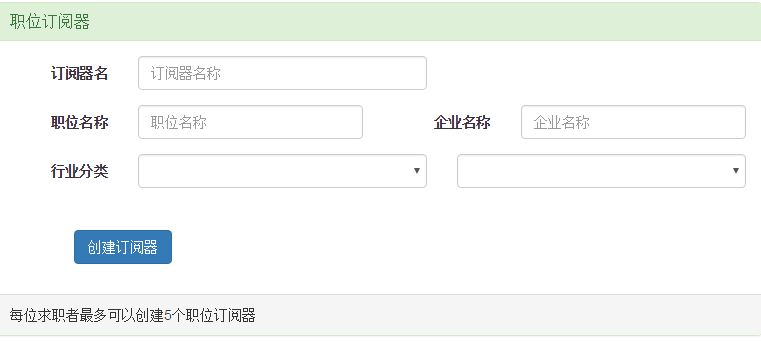 职位订阅器
订阅器名 订阅器名称
职位名称 职位名称 企业名称 企业名称
行业分类
创建订阅器
每位求职者最多可以创建5个职位订阅器